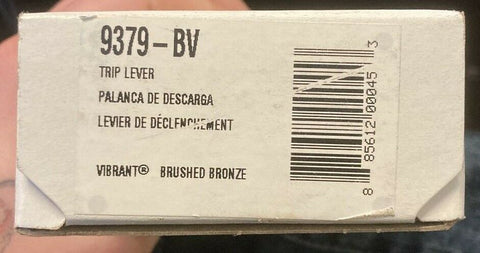 9379-BV
TRIP LEVER
PALANCA DE DESCARGA
LEVIER DE DÉCLENCHEMENT
VIBRANT® BRUSHED BRONZE
8 85612 00045 3